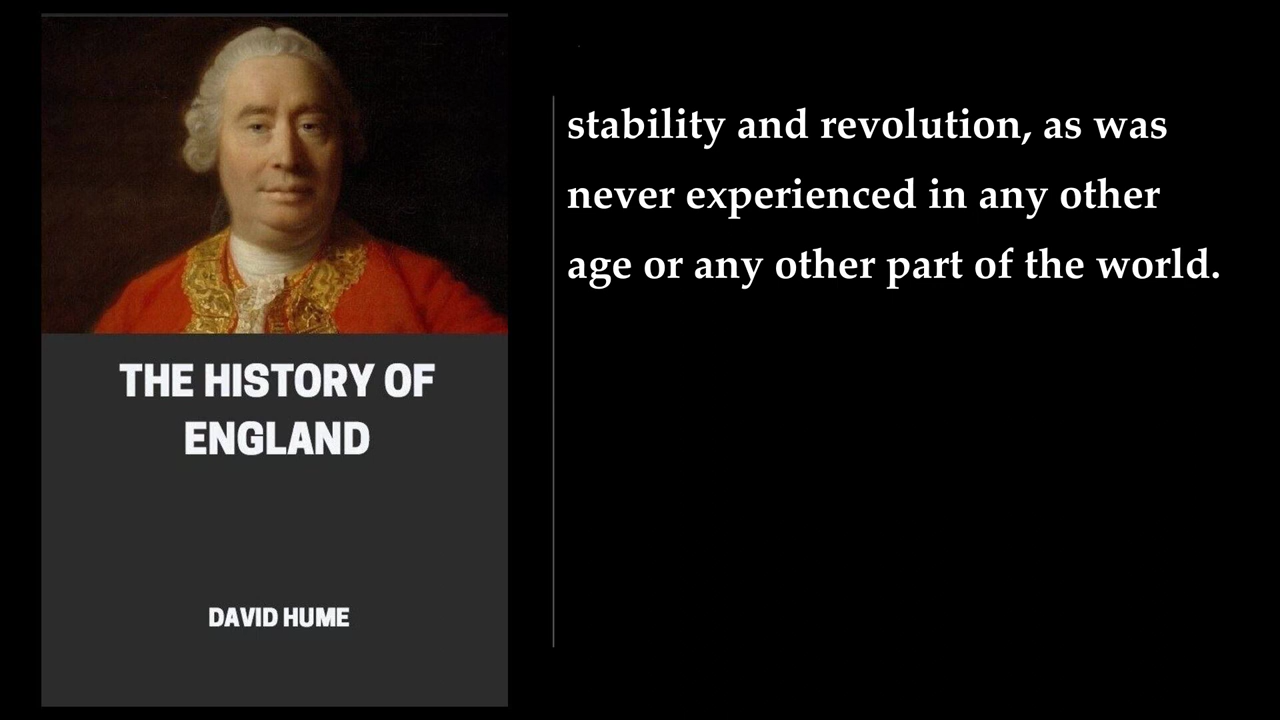 THE HISTORY OF
ENGLAND
DAVID HUME
stability and revolution, as was
never experienced in any other
age or any other part of the world.